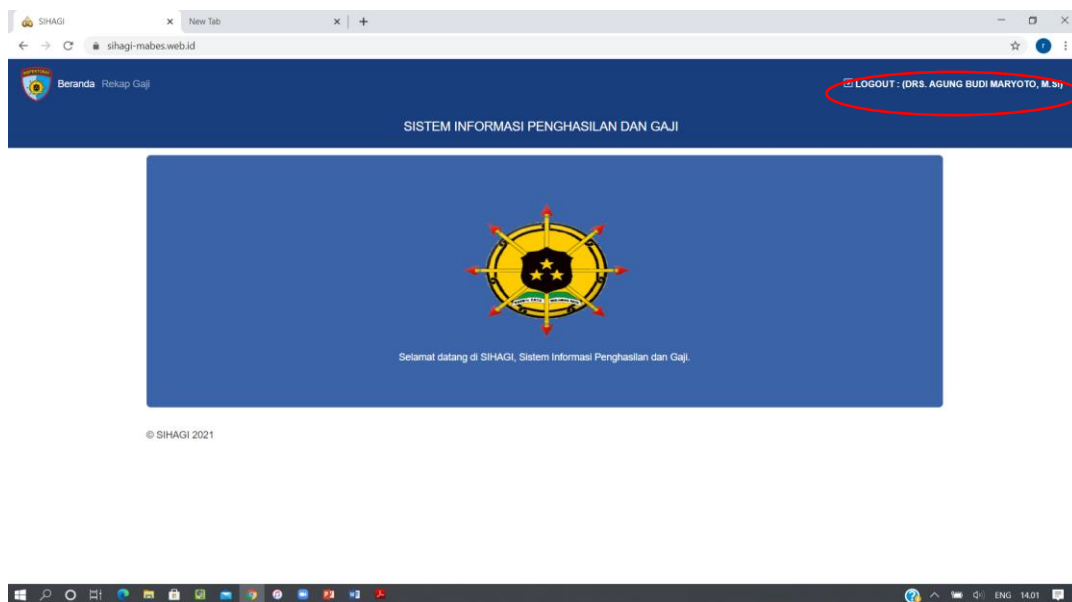 SIHAGI
New Tab
sihagi-mabes.web.id
Beranda Rekap Gaji
LOGOUT : (DRS. AGUNG BUDI MARYOTO, M.SI)
SISTEM INFORMASI PENGHASILAN DAN GAJI
Selamat datang di SIHAGI, Sistem Informasi Penghasilan dan Gaji.
© SIHAGI 2021
ENG 14.01